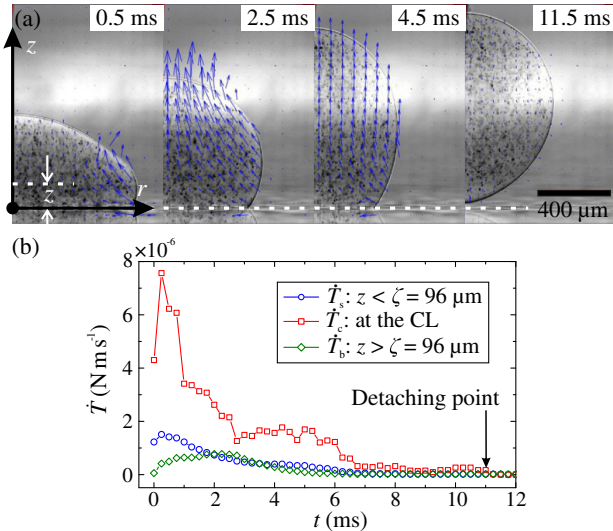 (a) 0.5 ms 2.5 ms 4.5 ms 11.5 ms
z
z r
400 µm
(b)
×10⁻⁶
8
6
4
2
0
Ṫ (N m s⁻¹)
Ṫₛ: z < ζ = 96 µm
Ṫ꜀: at the CL
Ṫ_b: z > ζ = 96 µm
Detaching point
0 2 4 6 8 10 12
t (ms)